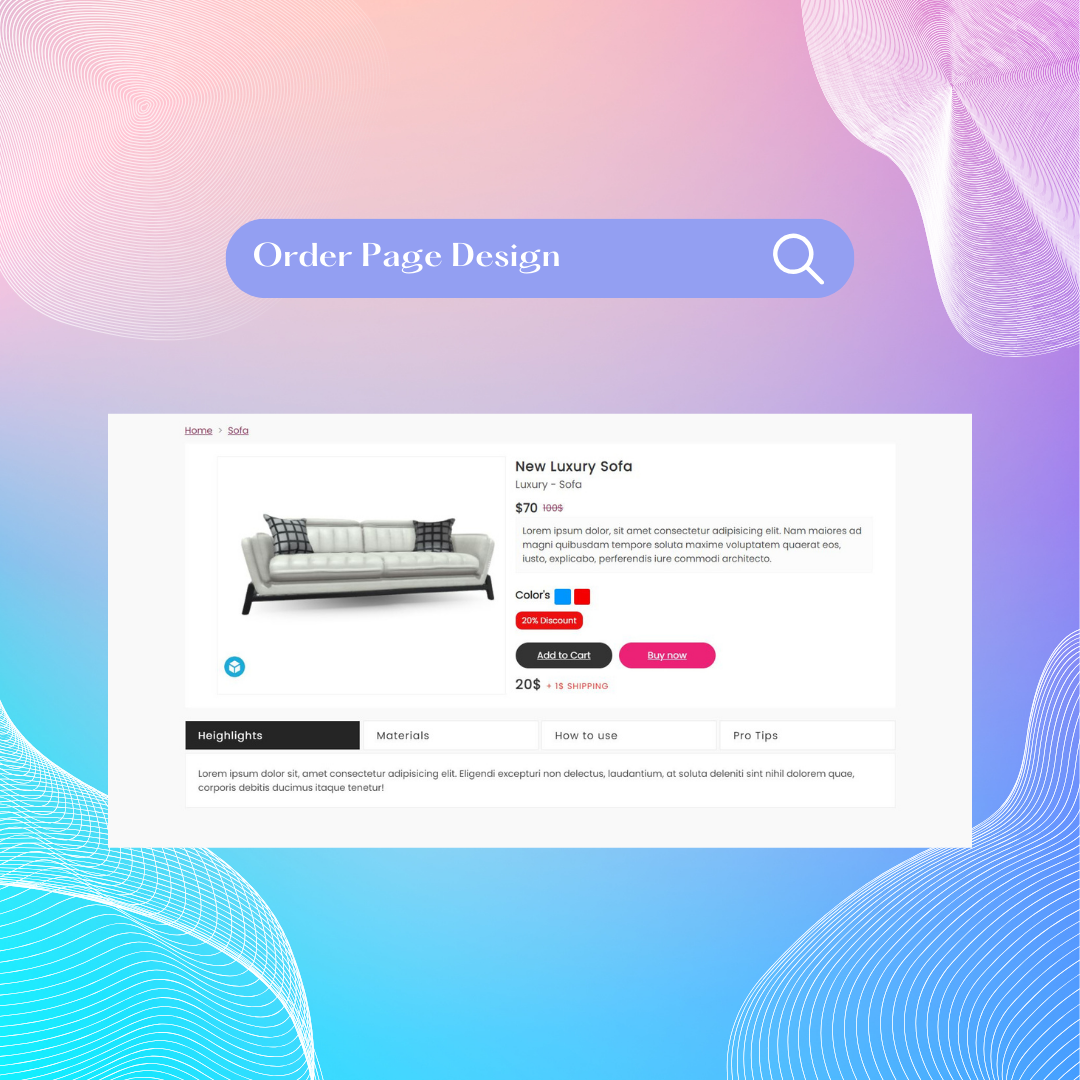 Order Page Design
Home > Sofa
New Luxury Sofa
Luxury - Sofa
$70 100$
Lorem ipsum dolor, sit amet consectetur adipisicing elit. Nam maiores ad
magni quibusdam tempore soluta maxime voluptatem quaerat eos,
iusto, explicabo, perferendis iure commodi architecto.
Color's
20% Discount
Add to Cart Buy now
20$ + 1$ SHIPPING
Heighlights Materials How to use Pro Tips
Lorem ipsum dolor sit, amet consectetur adipisicing elit. Eligendi excepturi non delectus, laudantium, at soluta deleniti sint nihil dolorem quae,
corporis debitis ducimus itaque tenetur!